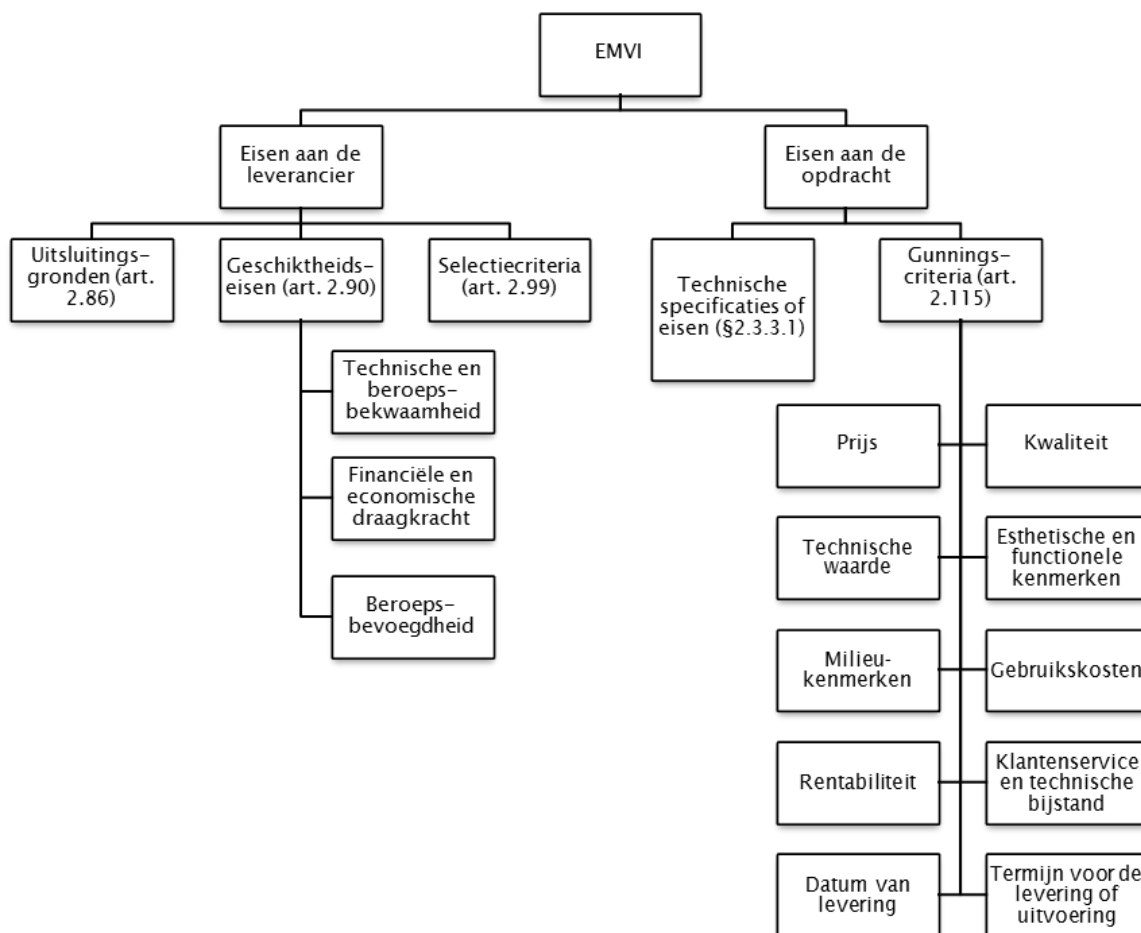 EMVI
Eisen aan de
leverancier
Eisen aan de
opdracht
Uitsluitings-
gronden (art.
2.86)
Geschiktheids-
eisen (art. 2.90)
Selectiecriteria
(art. 2.99)
Technische
specificaties of
eisen (§2.3.3.1)
Gunnings-
criteria (art.
2.115)
Technische en
beroeps-
bekwaamheid
Financiële en
economische
draagkracht
Beroeps-
bevoegdheid
Prijs
Kwaliteit
Technische
waarde
Esthetische en
functionele
kenmerken
Milieu-
kenmerken
Gebruikskosten
Rentabiliteit
Klantenservice
en technische
bijstand
Datum van
levering
Termijn voor de
levering of
uitvoering